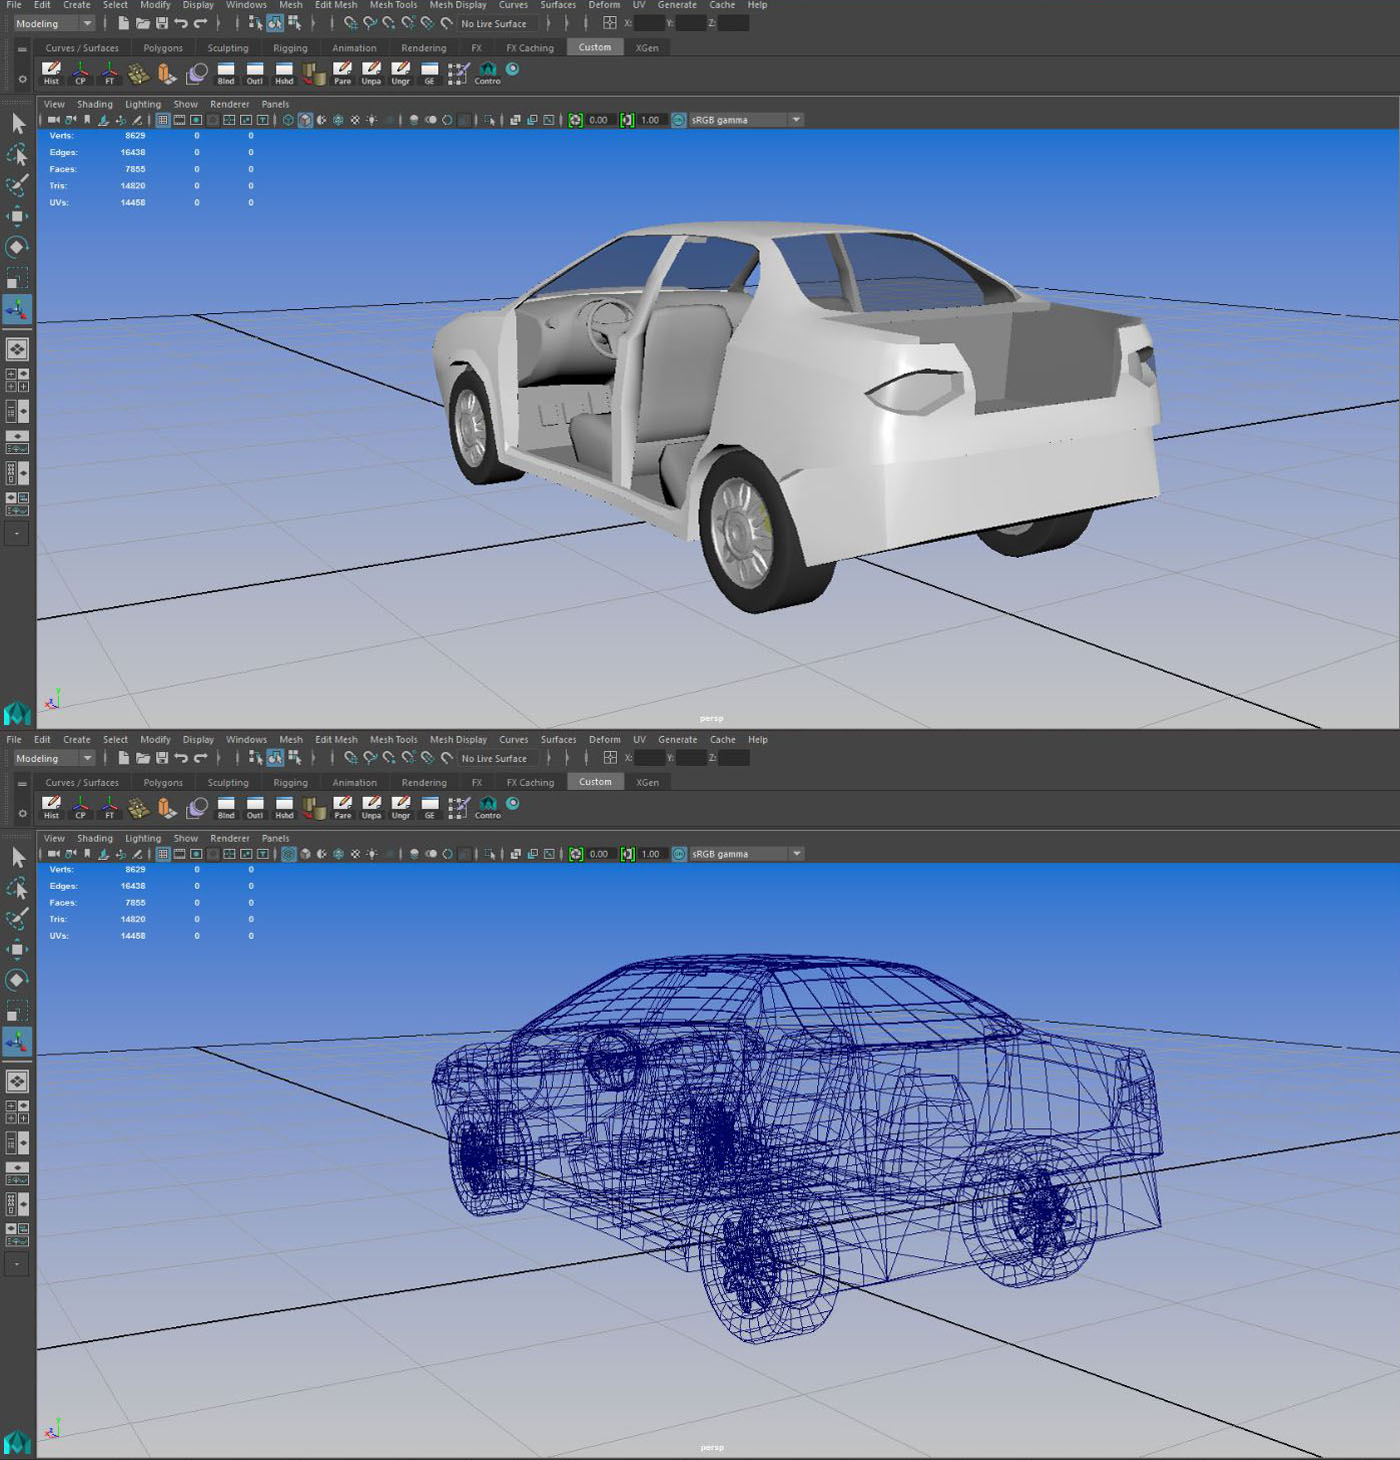 File Edit Create Select Modify Display Windows Mesh Edit Mesh Mesh Tools Mesh Display Curves Surfaces Deform UV Generate Cache Help
Modeling No Live Surface X: Y: Z:
Curves / Surfaces Polygons Sculpting Rigging Animation Rendering FX FX Caching Custom XGen
Hist CP FT Bind Outl Hshd Pare Unpa Ungr GE Contro
View Shading Lighting Show Renderer Panels
0.00 1.00 sRGB gamma
Verts: 8629 0 0
Edges: 16438 0 0
Faces: 7855 0 0
Tris: 14820 0 0
UVs: 14458 0 0
y
x z
persp
File Edit Create Select Modify Display Windows Mesh Edit Mesh Mesh Tools Mesh Display Curves Surfaces Deform UV Generate Cache Help
Modeling No Live Surface X: Y: Z:
Curves / Surfaces Polygons Sculpting Rigging Animation Rendering FX FX Caching Custom XGen
Hist CP FT Bind Outl Hshd Pare Unpa Ungr GE Contro
View Shading Lighting Show Renderer Panels
0.00 1.00 sRGB gamma
Verts: 8629 0 0
Edges: 16438 0 0
Faces: 7855 0 0
Tris: 14820 0 0
UVs: 14458 0 0
y
x z
persp